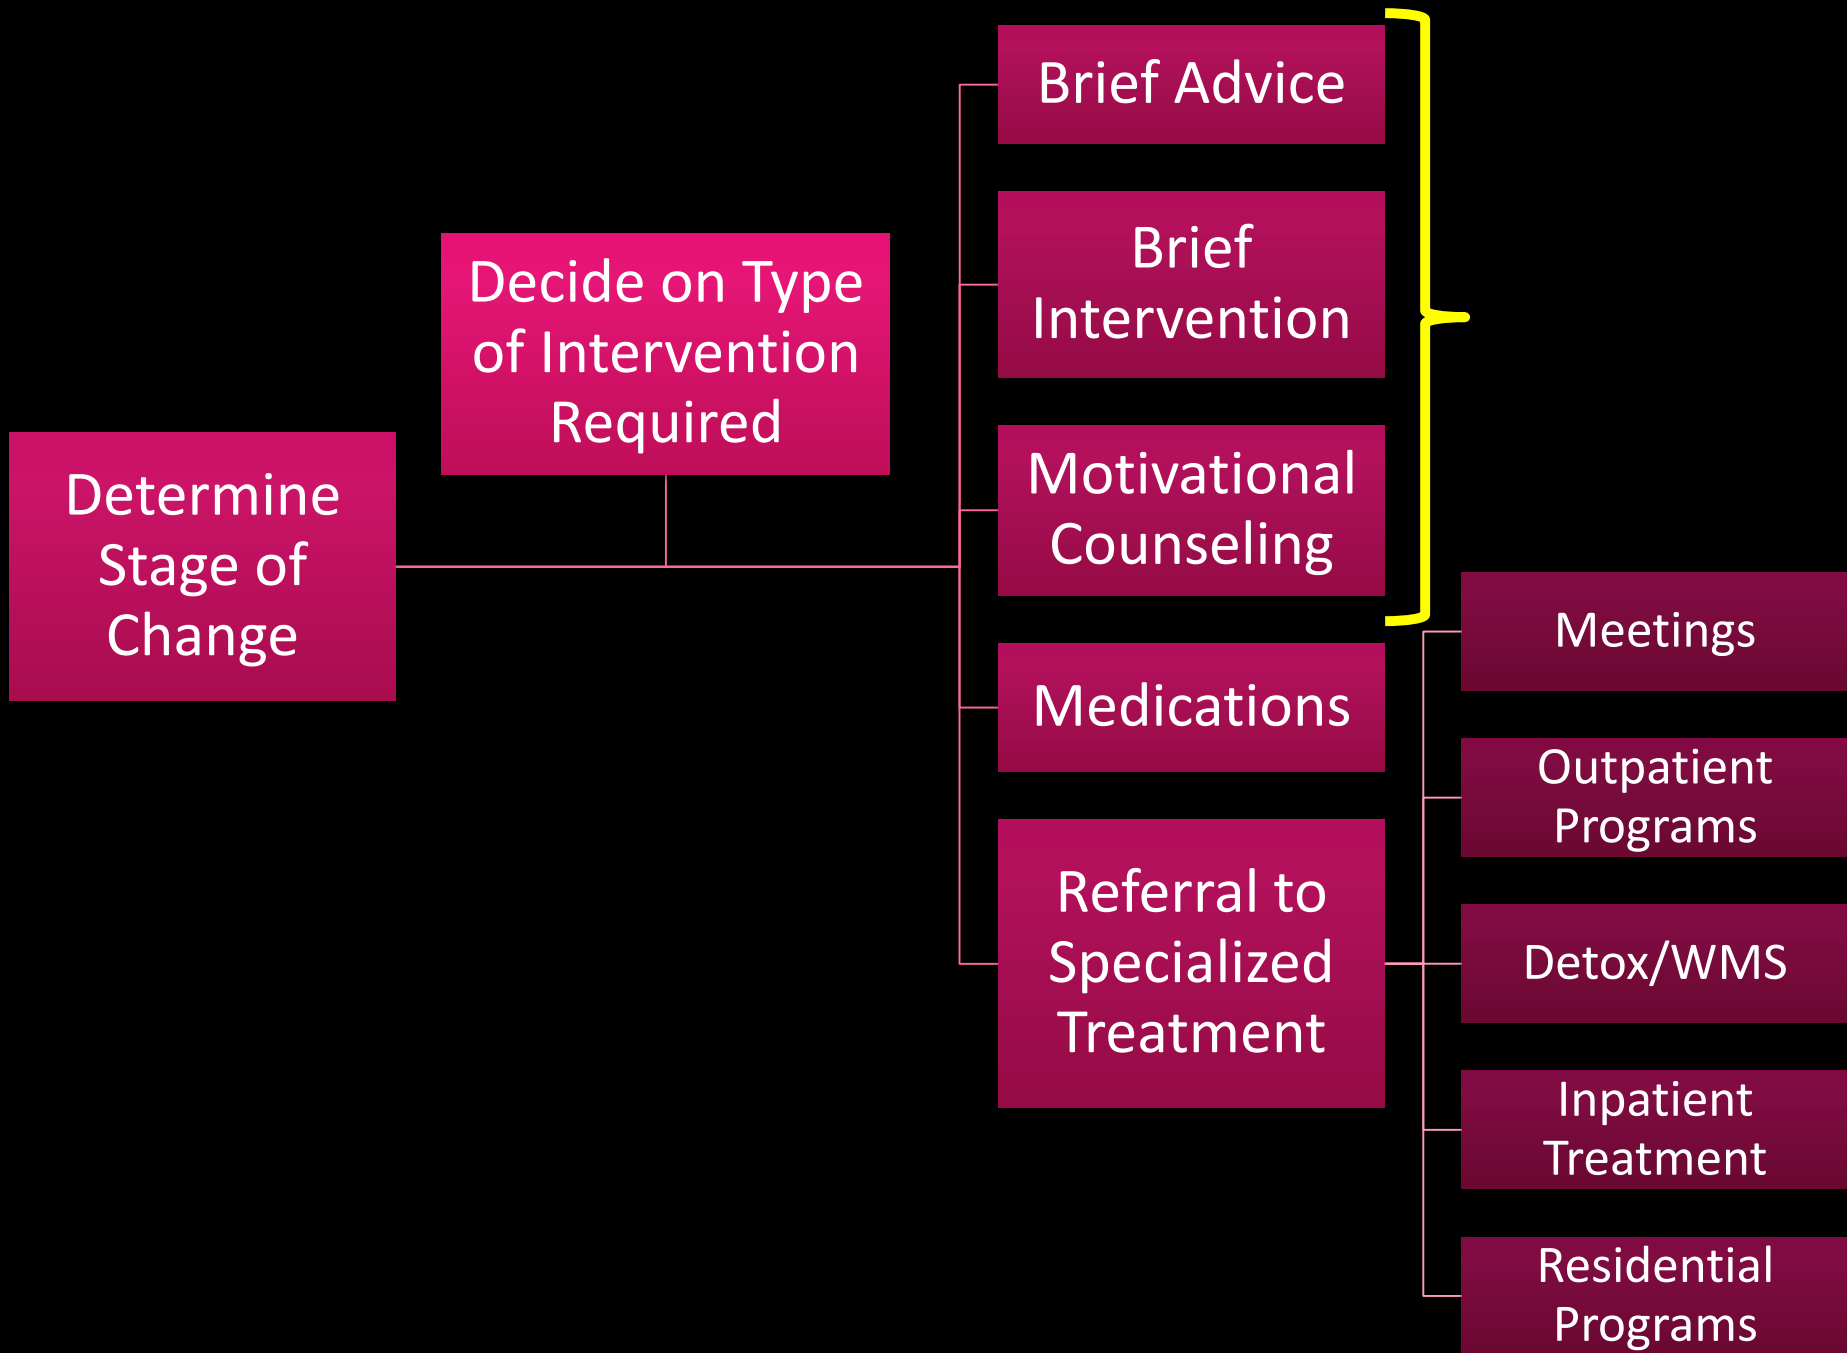 Determine
Stage of
Change
Decide on Type
of Intervention
Required
Brief Advice
Brief
Intervention
Motivational
Counseling
Medications
Referral to
Specialized
Treatment
Meetings
Outpatient
Programs
Detox/WMS
Inpatient
Treatment
Residential
Programs